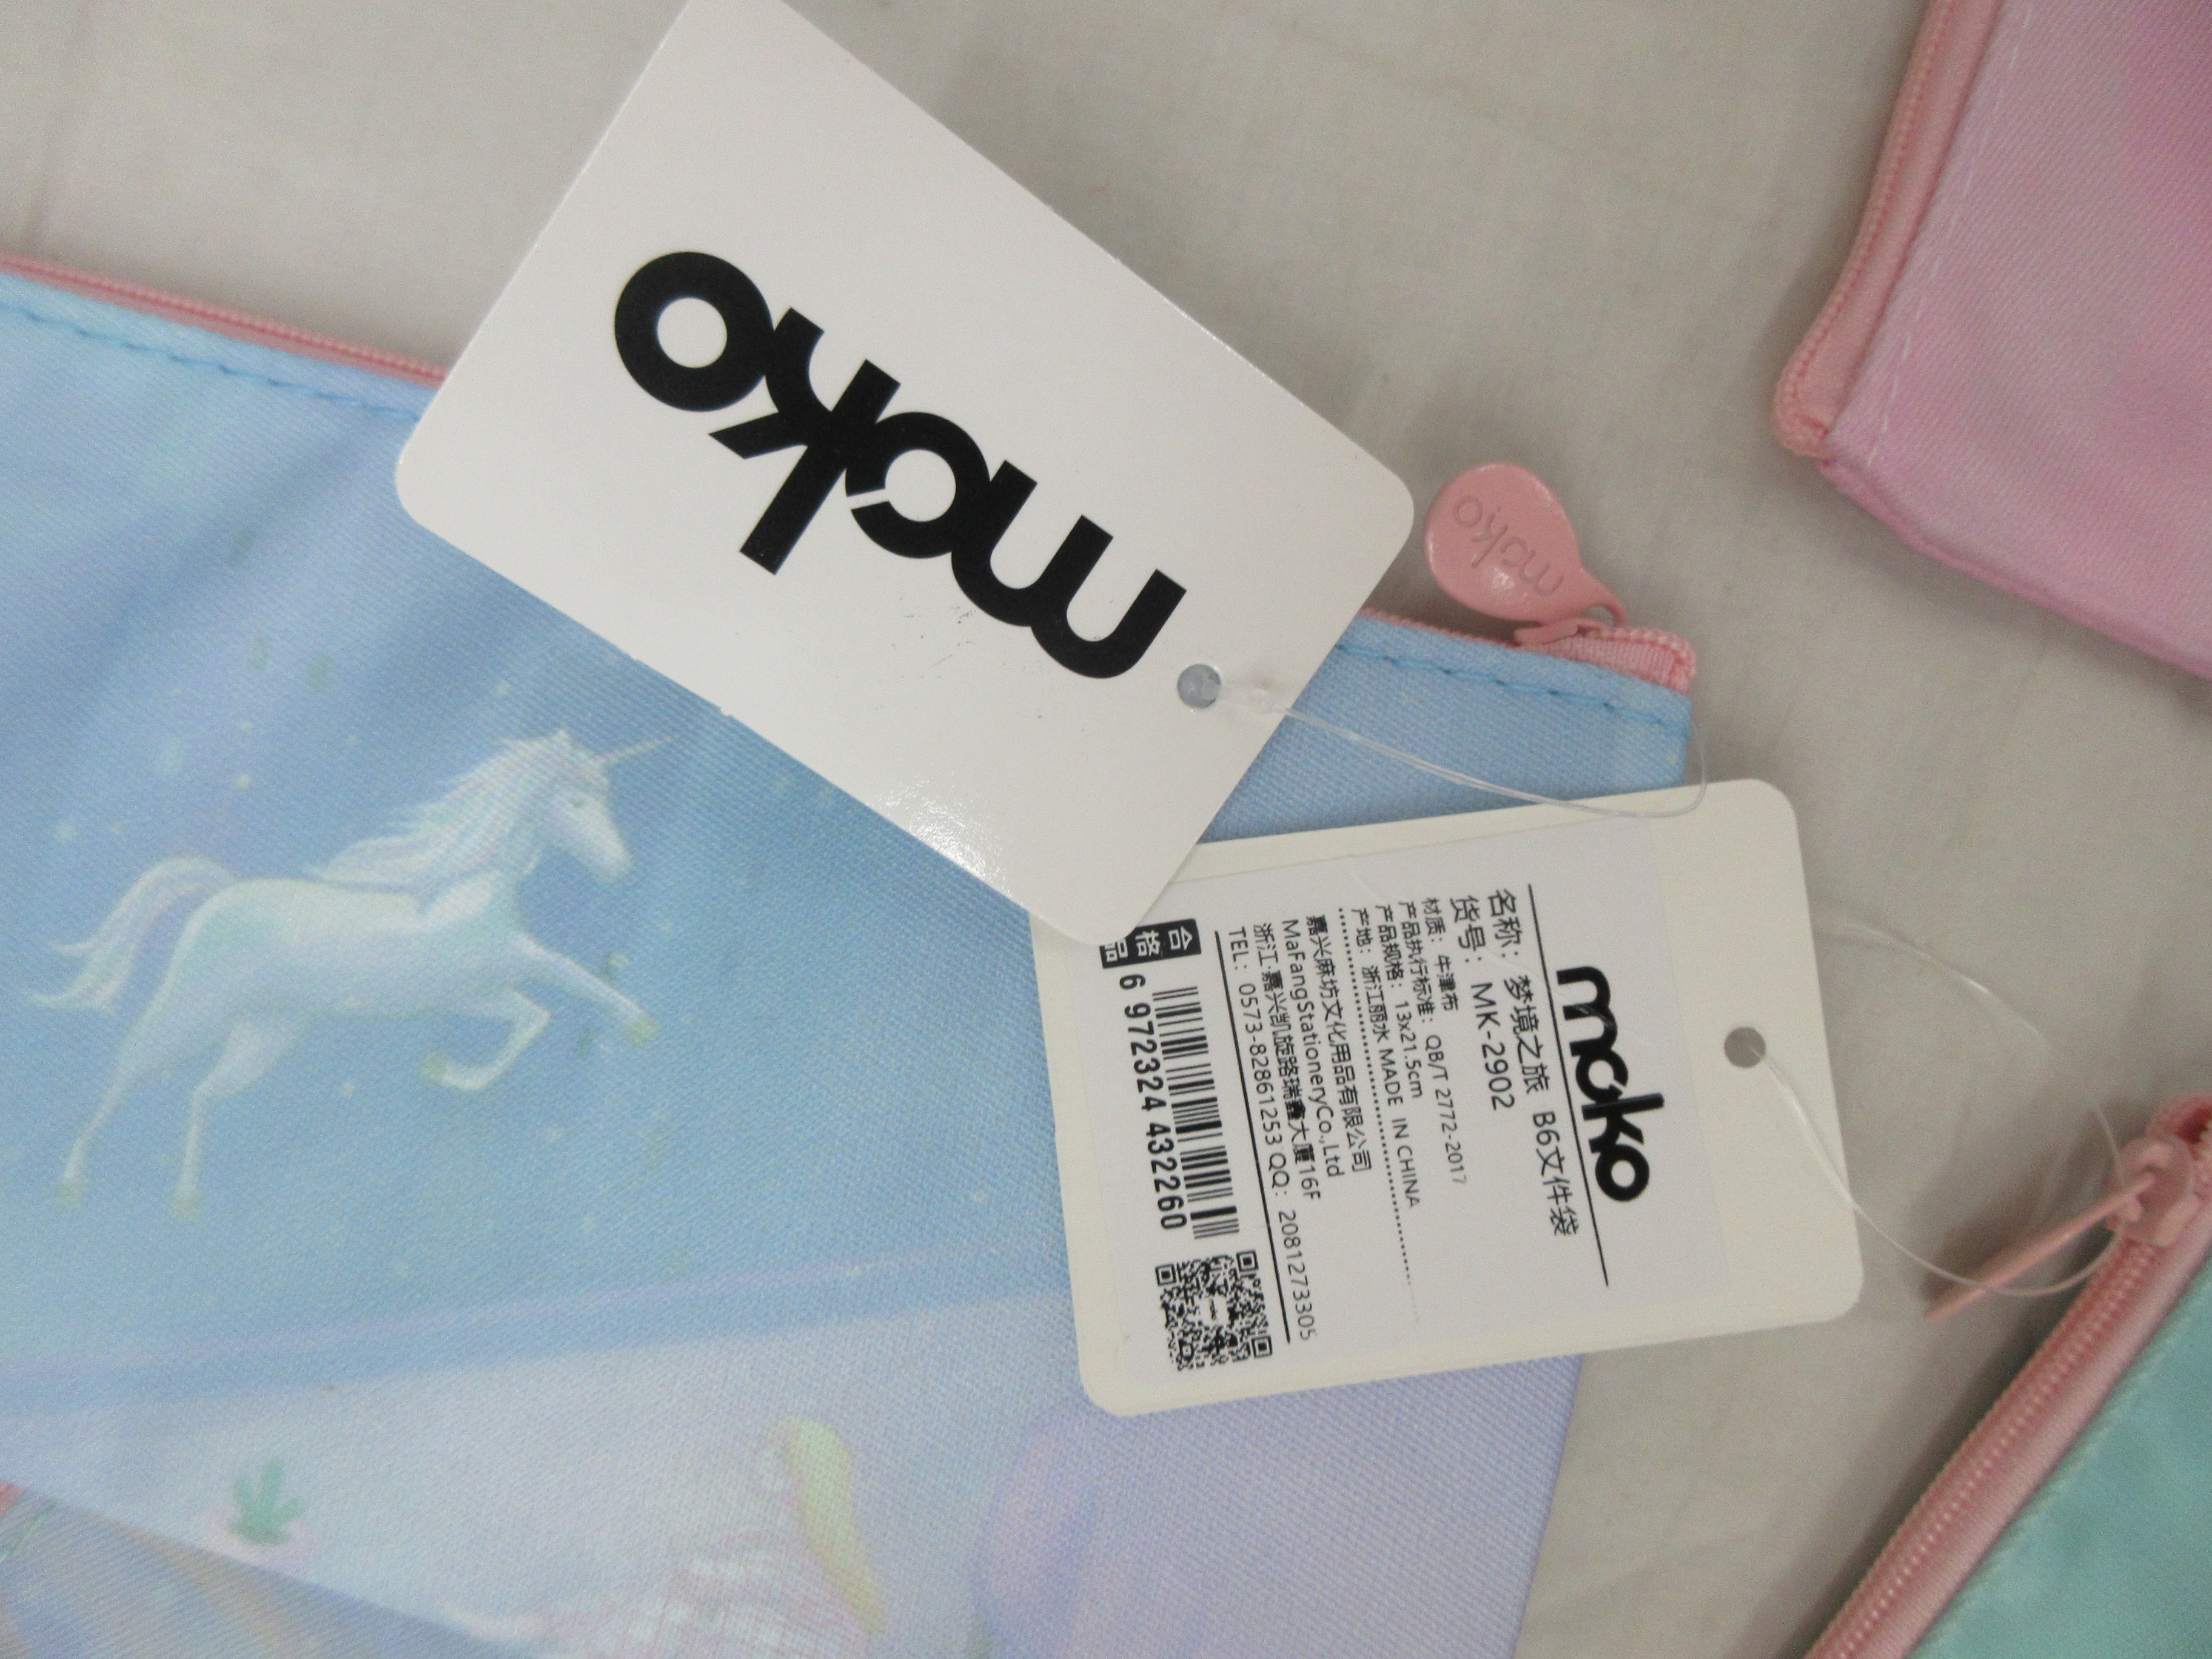 moko
moko
moko
名称： 梦境之旅 B6文件袋
货号： MK-2902
材质： 牛津布
产品执行标准： QB/T 2772-2017
产品规格： 13x21.5cm
产地： 浙江丽水 MADE IN CHINA
嘉兴麻坊文化用品有限公司
MaFangStationeryCo.,Ltd
浙江·嘉兴凯旋路瑞鑫大厦16F
TEL： 0573-82861253 QQ： 2081273305
合格品
6 972324 432260